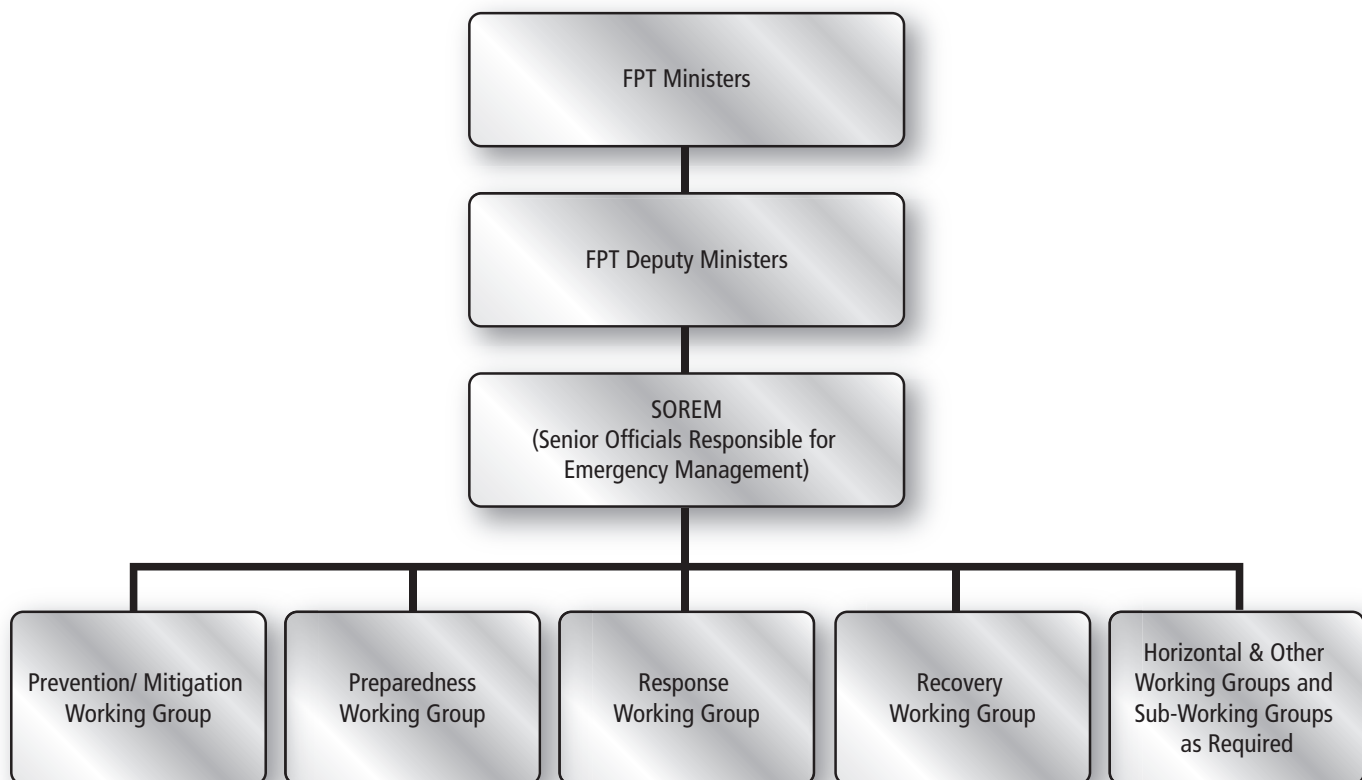 FPT Ministers
FPT Deputy Ministers
SOREM
(Senior Officials Responsible for
Emergency Management)
Prevention/ Mitigation
Working Group
Preparedness
Working Group
Response
Working Group
Recovery
Working Group
Horizontal & Other
Working Groups and
Sub-Working Groups
as Required